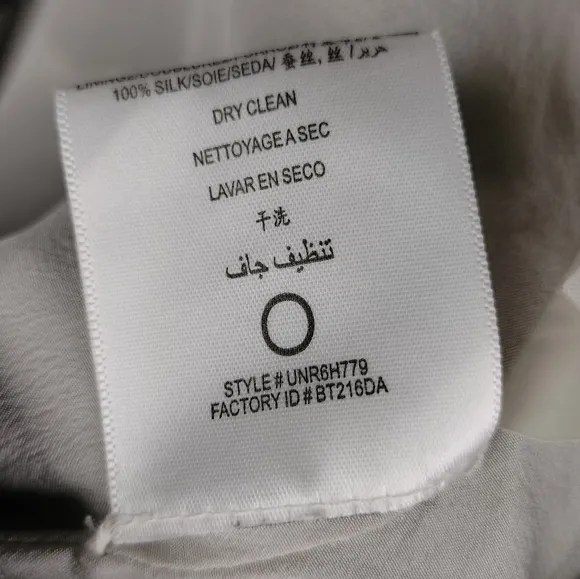 100% SILK/SOIE/SEDA/ 蚕丝, 丝 / حرير
DRY CLEAN
NETTOYAGE A SEC
LAVAR EN SECO
干洗
تنظيف جاف
STYLE # UNR6H779
FACTORY ID # BT216DA